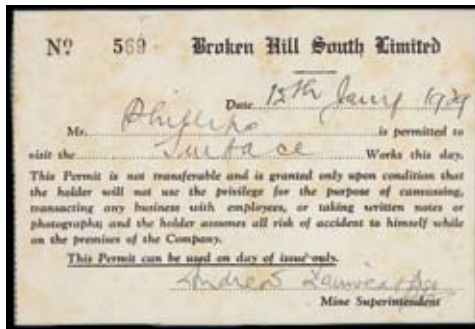 Nº 569 Broken Hill South Limited
Date 12th Jany 1929
Mr. Phillips is permitted to
visit the Surface Works this day.
This Permit is not transferable and is granted only upon condition that
the holder will not use the privilege for the purpose of canvassing,
transacting any business with employees, or taking written notes or
photographs; and the holder assumes all risk of accident to himself while
on the premises of the Company.
This Permit can be used on day of issue only.
Andrew
Mine Superintendent